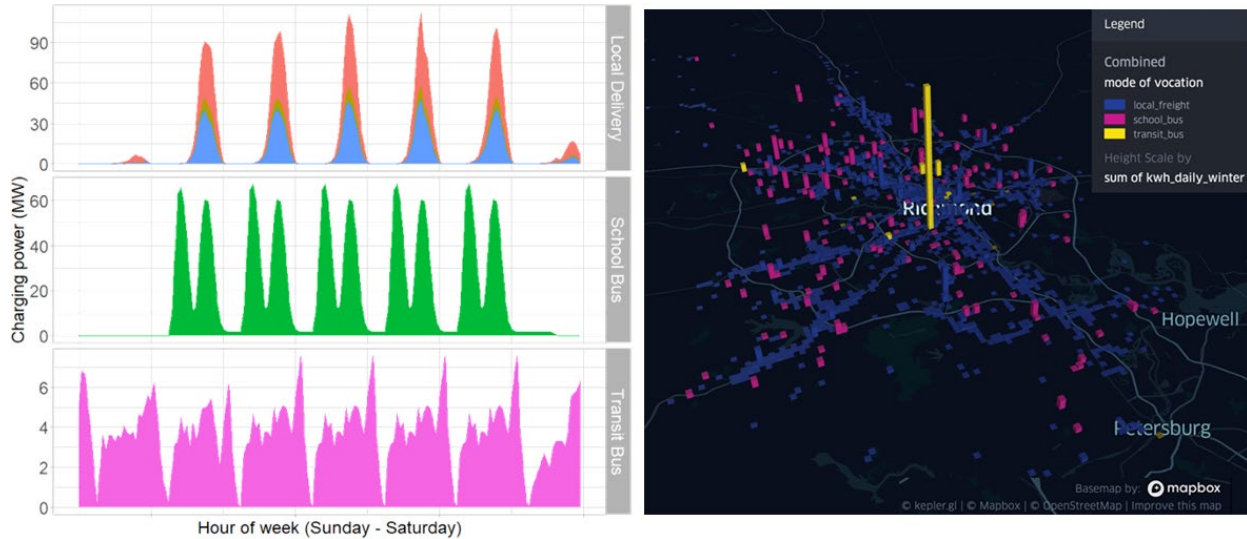 Charging power (MW)
90
60
30
0
Local Delivery
60
40
20
0
School Bus
6
4
2
0
Transit Bus
Hour of week (Sunday - Saturday)
Legend
Combined
mode of vocation
local_freight
school_bus
transit_bus
Height Scale by
sum of kwh_daily_winter
Richmond
Hopewell
Petersburg
Basemap by: mapbox
© kepler.gl | © Mapbox | © OpenStreetMap | Improve this map